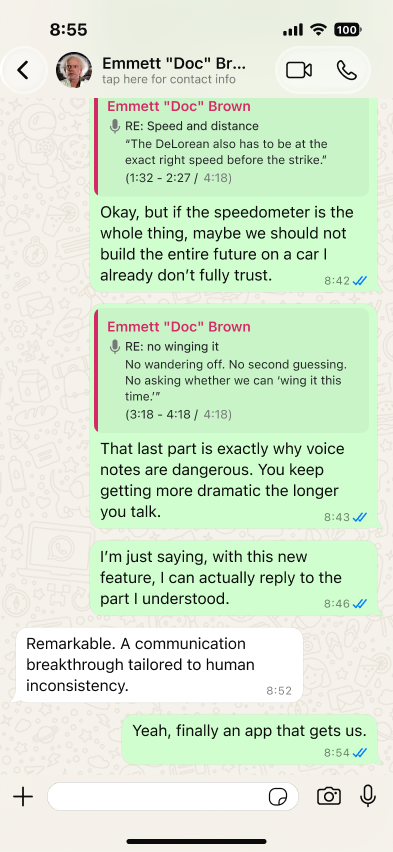 8:55
100
Emmett "Doc" Br...
tap here for contact info
Emmett "Doc" Brown
RE: Speed and distance
“The DeLorean also has to be at the
exact right speed before the strike.”
(1:32 - 2:27 / 4:18)
Okay, but if the speedometer is the
whole thing, maybe we should not
build the entire future on a car I
already don’t fully trust.
8:42
Emmett "Doc" Brown
RE: no winging it
No wandering off. No second guessing.
No asking whether we can ‘wing it this
time.’”
(3:18 - 4:18 / 4:18)
That last part is exactly why voice
notes are dangerous. You keep
getting more dramatic the longer
you talk.
8:43
I’m just saying, with this new
feature, I can actually reply to the
part I understood.
8:46
Remarkable. A communication
breakthrough tailored to human
inconsistency.
8:52
Yeah, finally an app that gets us.
8:54